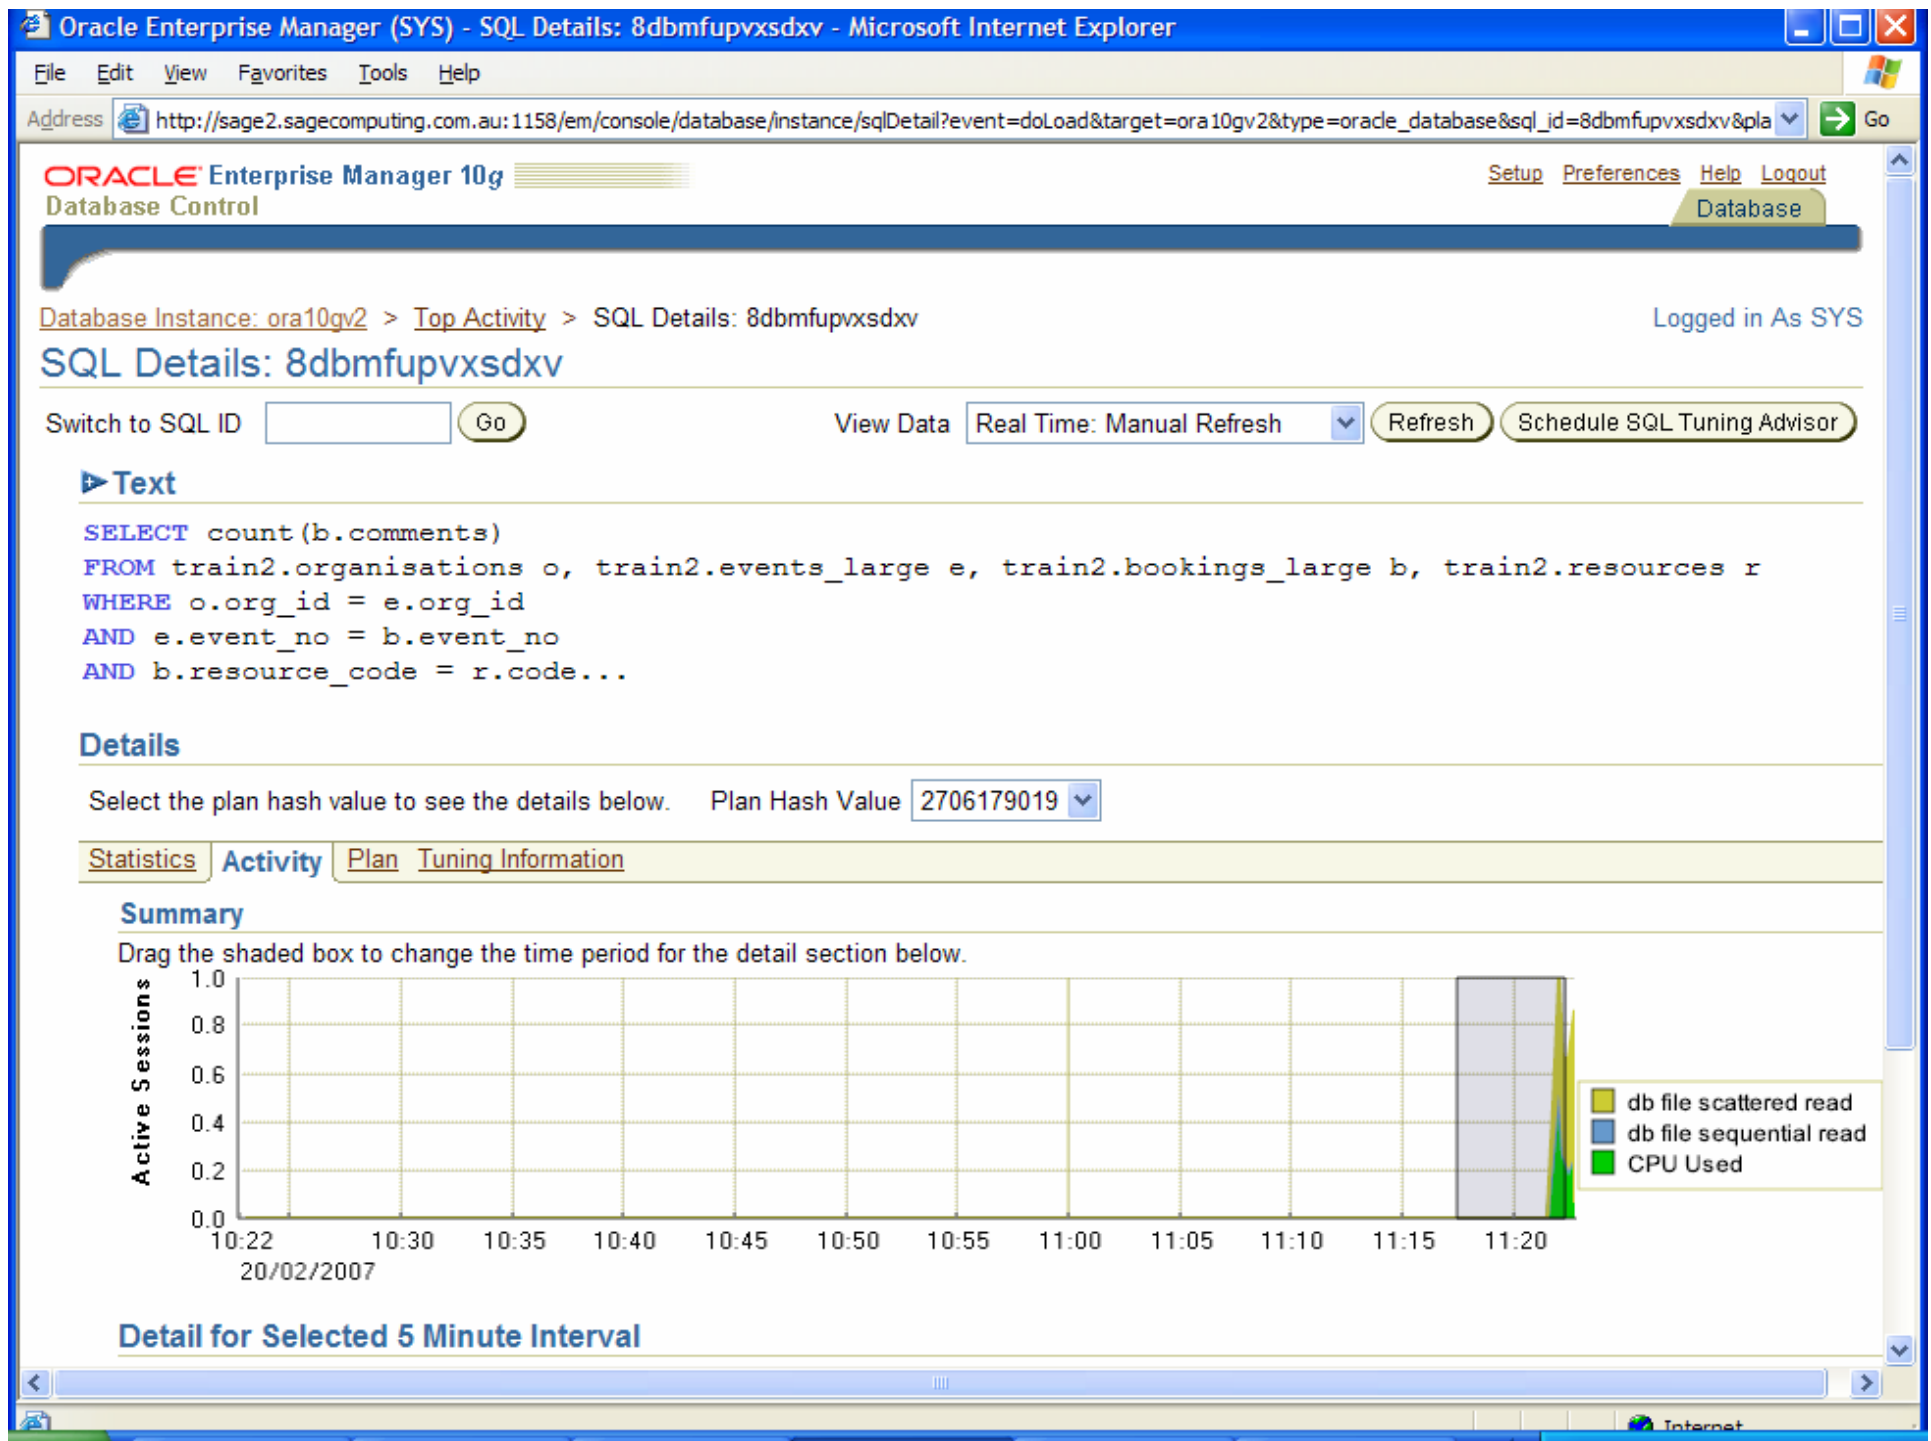 Oracle Enterprise Manager (SYS) - SQL Details: 8dbmfupvxsdxv - Microsoft Internet Explorer
File Edit View Favorites Tools Help
Address http://sage2.sagecomputing.com.au:1158/em/console/database/instance/sqlDetail?event=doLoad&target=ora10gv2&type=oracle_database&sql_id=8dbmfupvxsdxv&pla Go
ORACLE Enterprise Manager 10g
Setup Preferences Help Logout
Database Control
Database
Database Instance: ora10gv2 > Top Activity > SQL Details: 8dbmfupvxsdxv
Logged in As SYS
SQL Details: 8dbmfupvxsdxv
Switch to SQL ID Go View Data Real Time: Manual Refresh Refresh Schedule SQL Tuning Advisor
Text
SELECT count(b.comments)
FROM train2.organisations o, train2.events_large e, train2.bookings_large b, train2.resources r
WHERE o.org_id = e.org_id
AND e.event_no = b.event_no
AND b.resource_code = r.code...
Details
Select the plan hash value to see the details below. Plan Hash Value 2706179019
Statistics Activity Plan Tuning Information
Summary
Drag the shaded box to change the time period for the detail section below.
Active Sessions
1.0
0.8
0.6
0.4
0.2
0.0
10:22 10:30 10:35 10:40 10:45 10:50 10:55 11:00 11:05 11:10 11:15 11:20
20/02/2007
db file scattered read
db file sequential read
CPU Used
Detail for Selected 5 Minute Interval
Internet